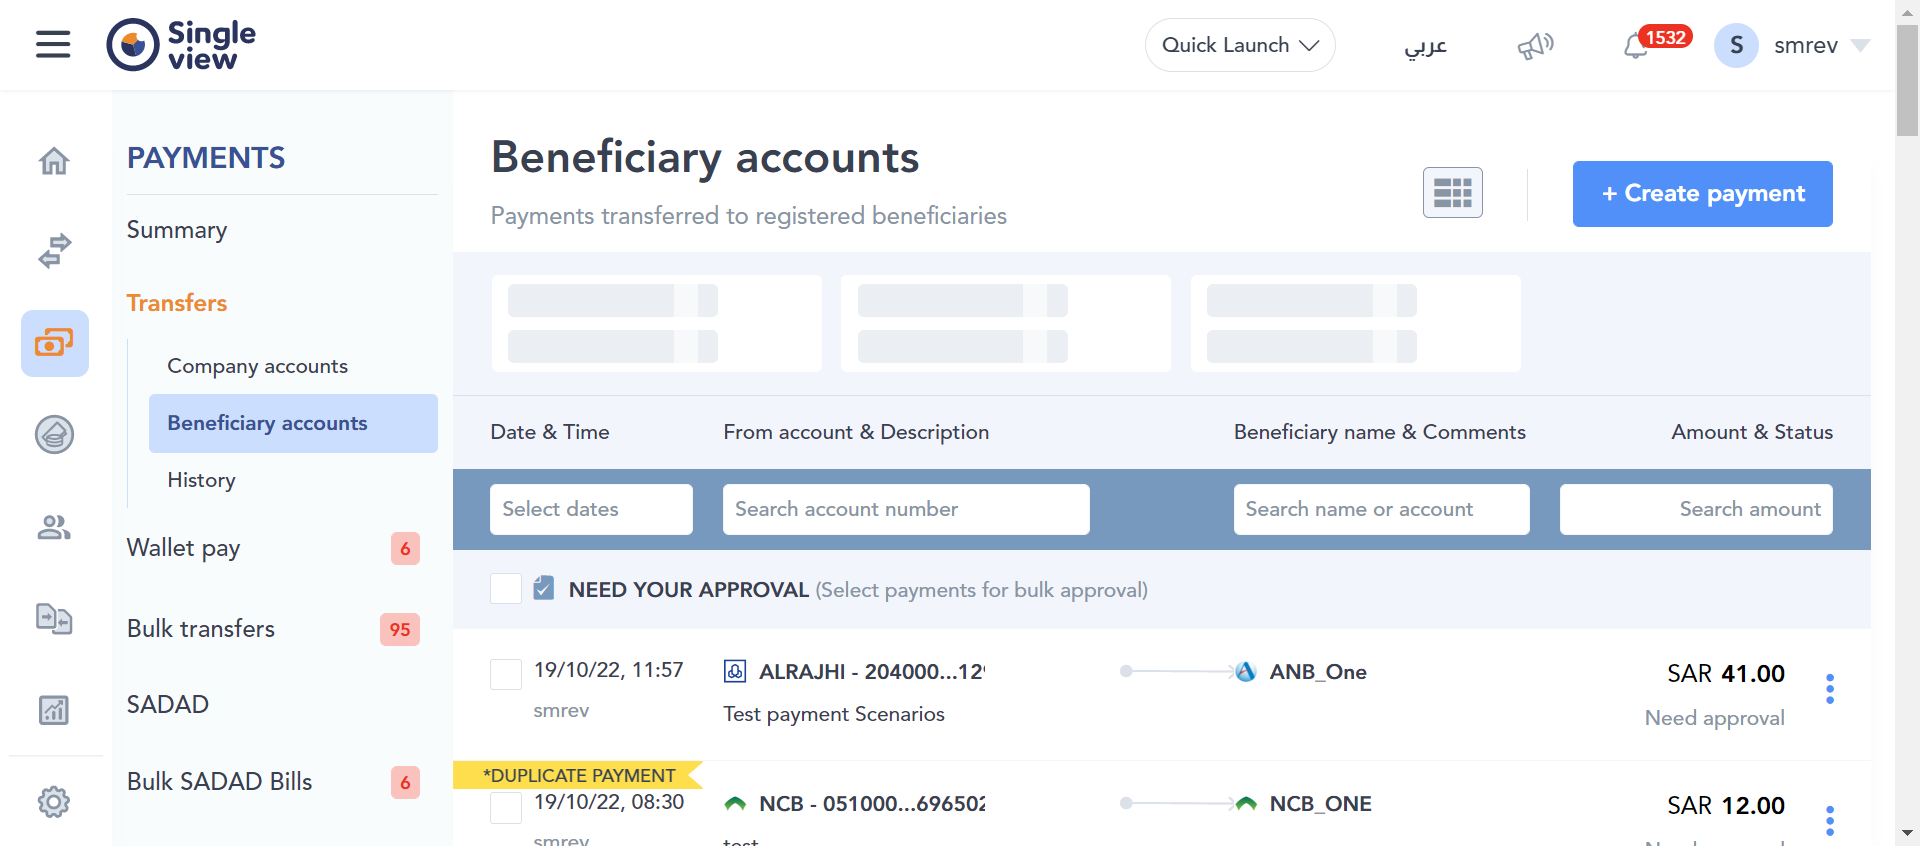 Single view
Quick Launch
عربي
1532
S
smrev
PAYMENTS
Summary
Transfers
Company accounts
Beneficiary accounts
History
Wallet pay 6
Bulk transfers 95
SADAD
Bulk SADAD Bills 6
Beneficiary accounts
Payments transferred to registered beneficiaries
+ Create payment
Date & Time From account & Description Beneficiary name & Comments Amount & Status
Select dates Search account number Search name or account Search amount
NEED YOUR APPROVAL (Select payments for bulk approval)
19/10/22, 11:57 ALRAJHI - 204000...129 ANB_One SAR 41.00
smrev Test payment Scenarios Need approval
*DUPLICATE PAYMENT
19/10/22, 08:30 NCB - 051000...696502 NCB_ONE SAR 12.00
smrev test Need approval